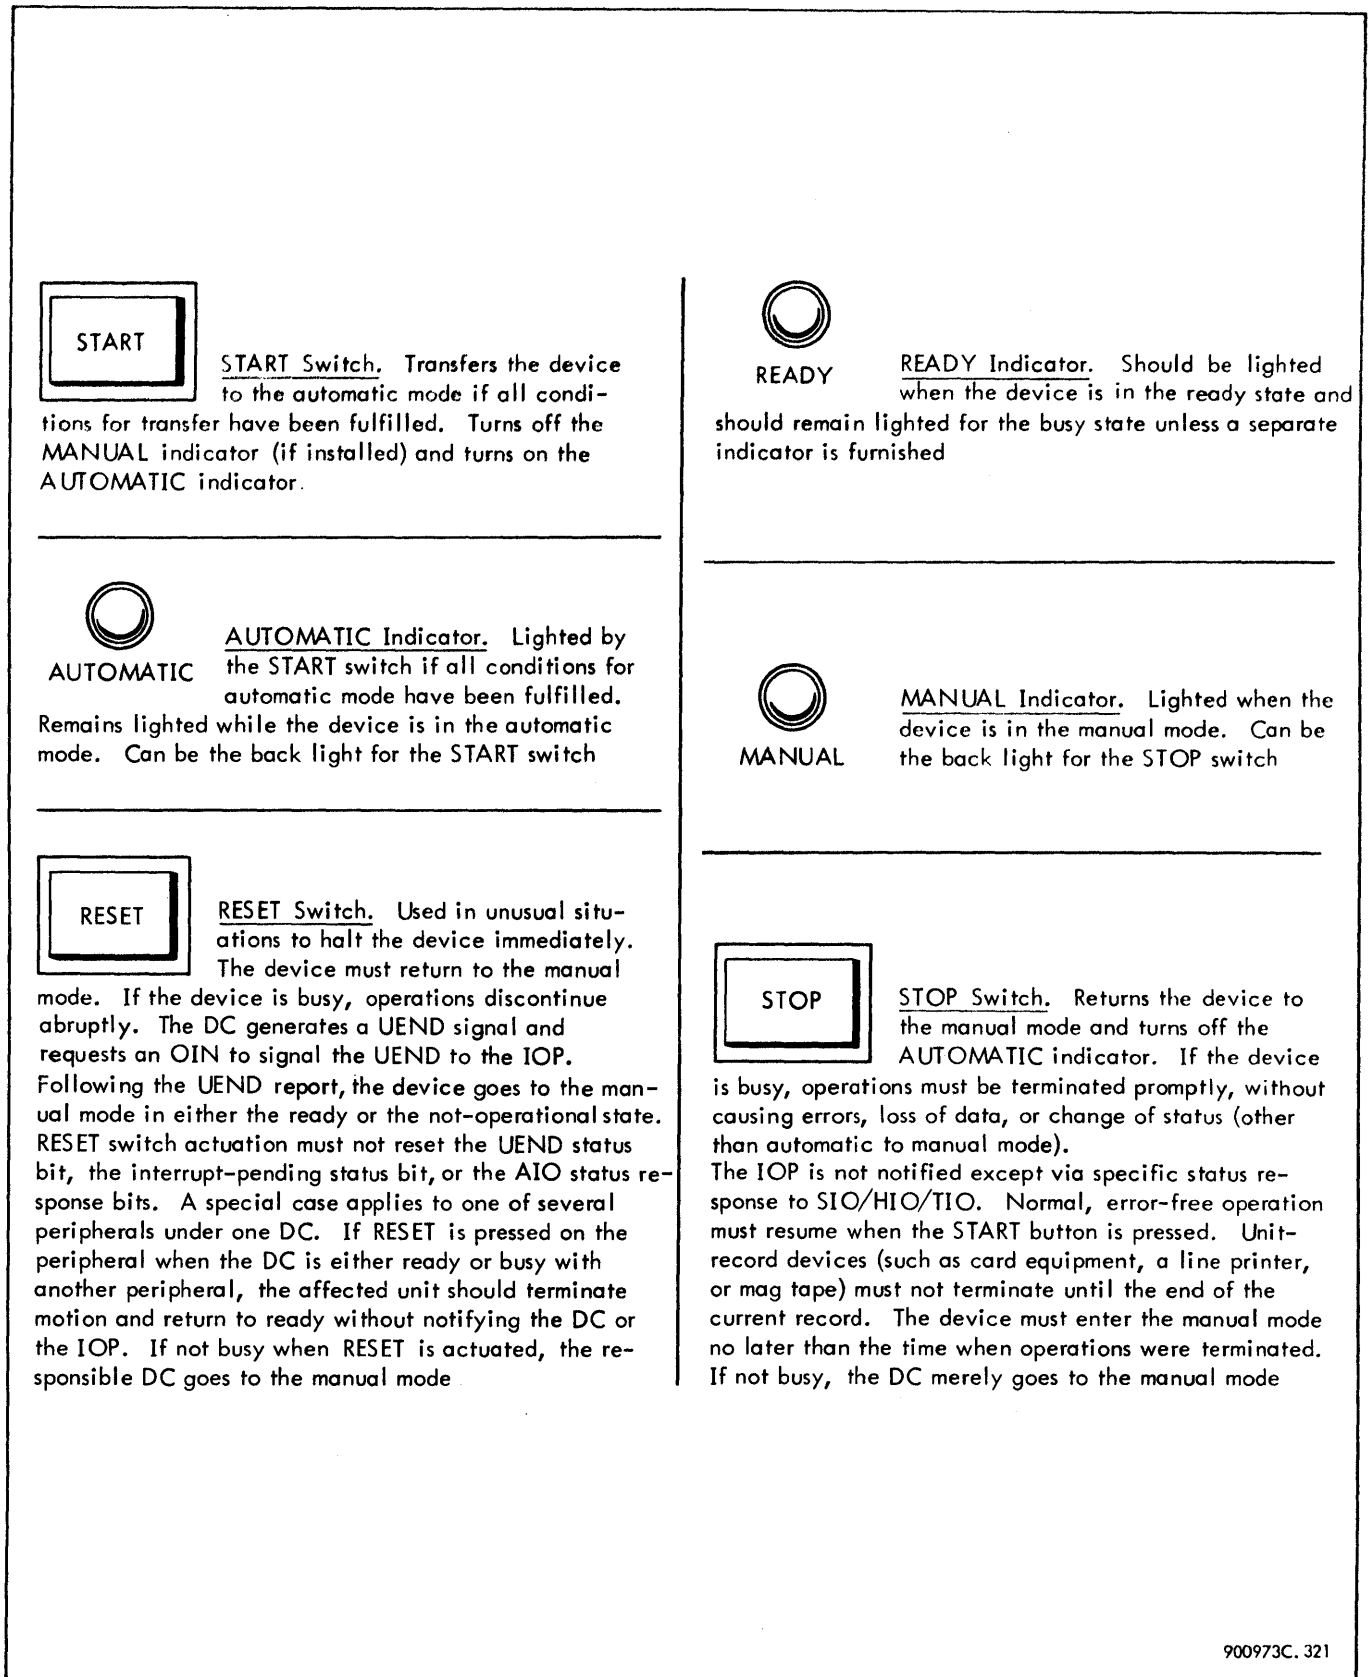 START
START Switch. Transfers the device
to the automatic mode if all condi-
tions for transfer have been fulfilled. Turns off the
MANUAL indicator (if installed) and turns on the
AUTOMATIC indicator.
AUTOMATIC
AUTOMATIC Indicator. Lighted by
the START switch if all conditions for
automatic mode have been fulfilled.
Remains lighted while the device is in the automatic
mode. Can be the back light for the START switch
RESET
RESET Switch. Used in unusual situ-
ations to halt the device immediately.
The device must return to the manual
mode. If the device is busy, operations discontinue
abruptly. The DC generates a UEND signal and
requests an OIN to signal the UEND to the IOP.
Following the UEND report, the device goes to the man-
ual mode in either the ready or the not-operational state.
RESET switch actuation must not reset the UEND status
bit, the interrupt-pending status bit, or the AIO status re-
sponse bits. A special case applies to one of several
peripherals under one DC. If RESET is pressed on the
peripheral when the DC is either ready or busy with
another peripheral, the affected unit should terminate
motion and return to ready without notifying the DC or
the IOP. If not busy when RESET is actuated, the re-
sponsible DC goes to the manual mode
READY
READY Indicator. Should be lighted
when the device is in the ready state and
should remain lighted for the busy state unless a separate
indicator is furnished
MANUAL
MANUAL Indicator. Lighted when the
device is in the manual mode. Can be
the back light for the STOP switch
STOP
STOP Switch. Returns the device to
the manual mode and turns off the
AUTOMATIC indicator. If the device
is busy, operations must be terminated promptly, without
causing errors, loss of data, or change of status (other
than automatic to manual mode).
The IOP is not notified except via specific status re-
sponse to SIO/HIO/TIO. Normal, error-free operation
must resume when the START button is pressed. Unit-
record devices (such as card equipment, a line printer,
or mag tape) must not terminate until the end of the
current record. The device must enter the manual mode
no later than the time when operations were terminated.
If not busy, the DC merely goes to the manual mode
900973C. 321